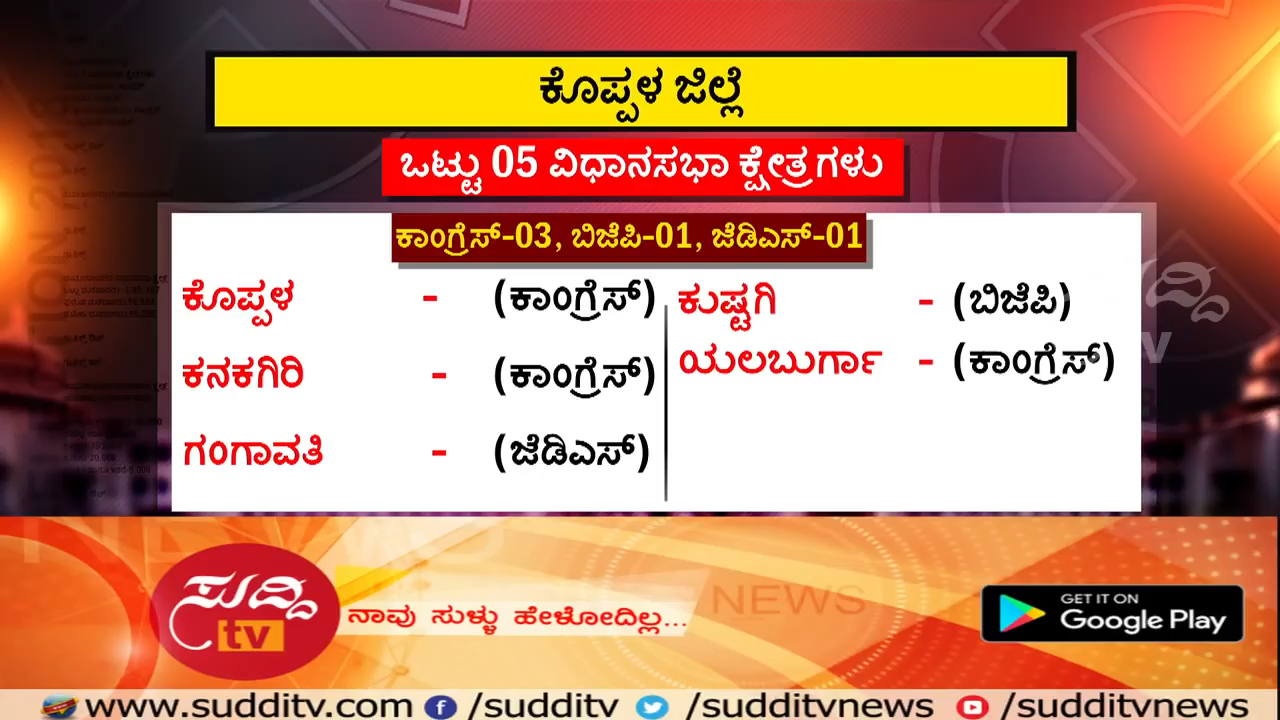 ಕೊಪ್ಪಳ ಜಿಲ್ಲೆ
ಒಟ್ಟು 05 ವಿಧಾನಸಭಾ ಕ್ಷೇತ್ರಗಳು
ಕಾಂಗ್ರೆಸ್-03, ಬಿಜೆಪಿ-01, ಜೆಡಿಎಸ್-01
ಕೊಪ್ಪಳ - (ಕಾಂಗ್ರೆಸ್)
ಕನಕಗಿರಿ - (ಕಾಂಗ್ರೆಸ್)
ಗಂಗಾವತಿ - (ಜೆಡಿಎಸ್)
ಕುಷ್ಟಗಿ - (ಬಿಜೆಪಿ)
ಯಲಬುರ್ಗಾ - (ಕಾಂಗ್ರೆಸ್)
ಸುದ್ದಿ
tv
ನಾವು ಸುಳ್ಳು ಹೇಳೋದಿಲ್ಲ...
NEWS
GET IT ON
Google Play
www.sudditv.com /sudditv /sudditvnews /sudditvnews